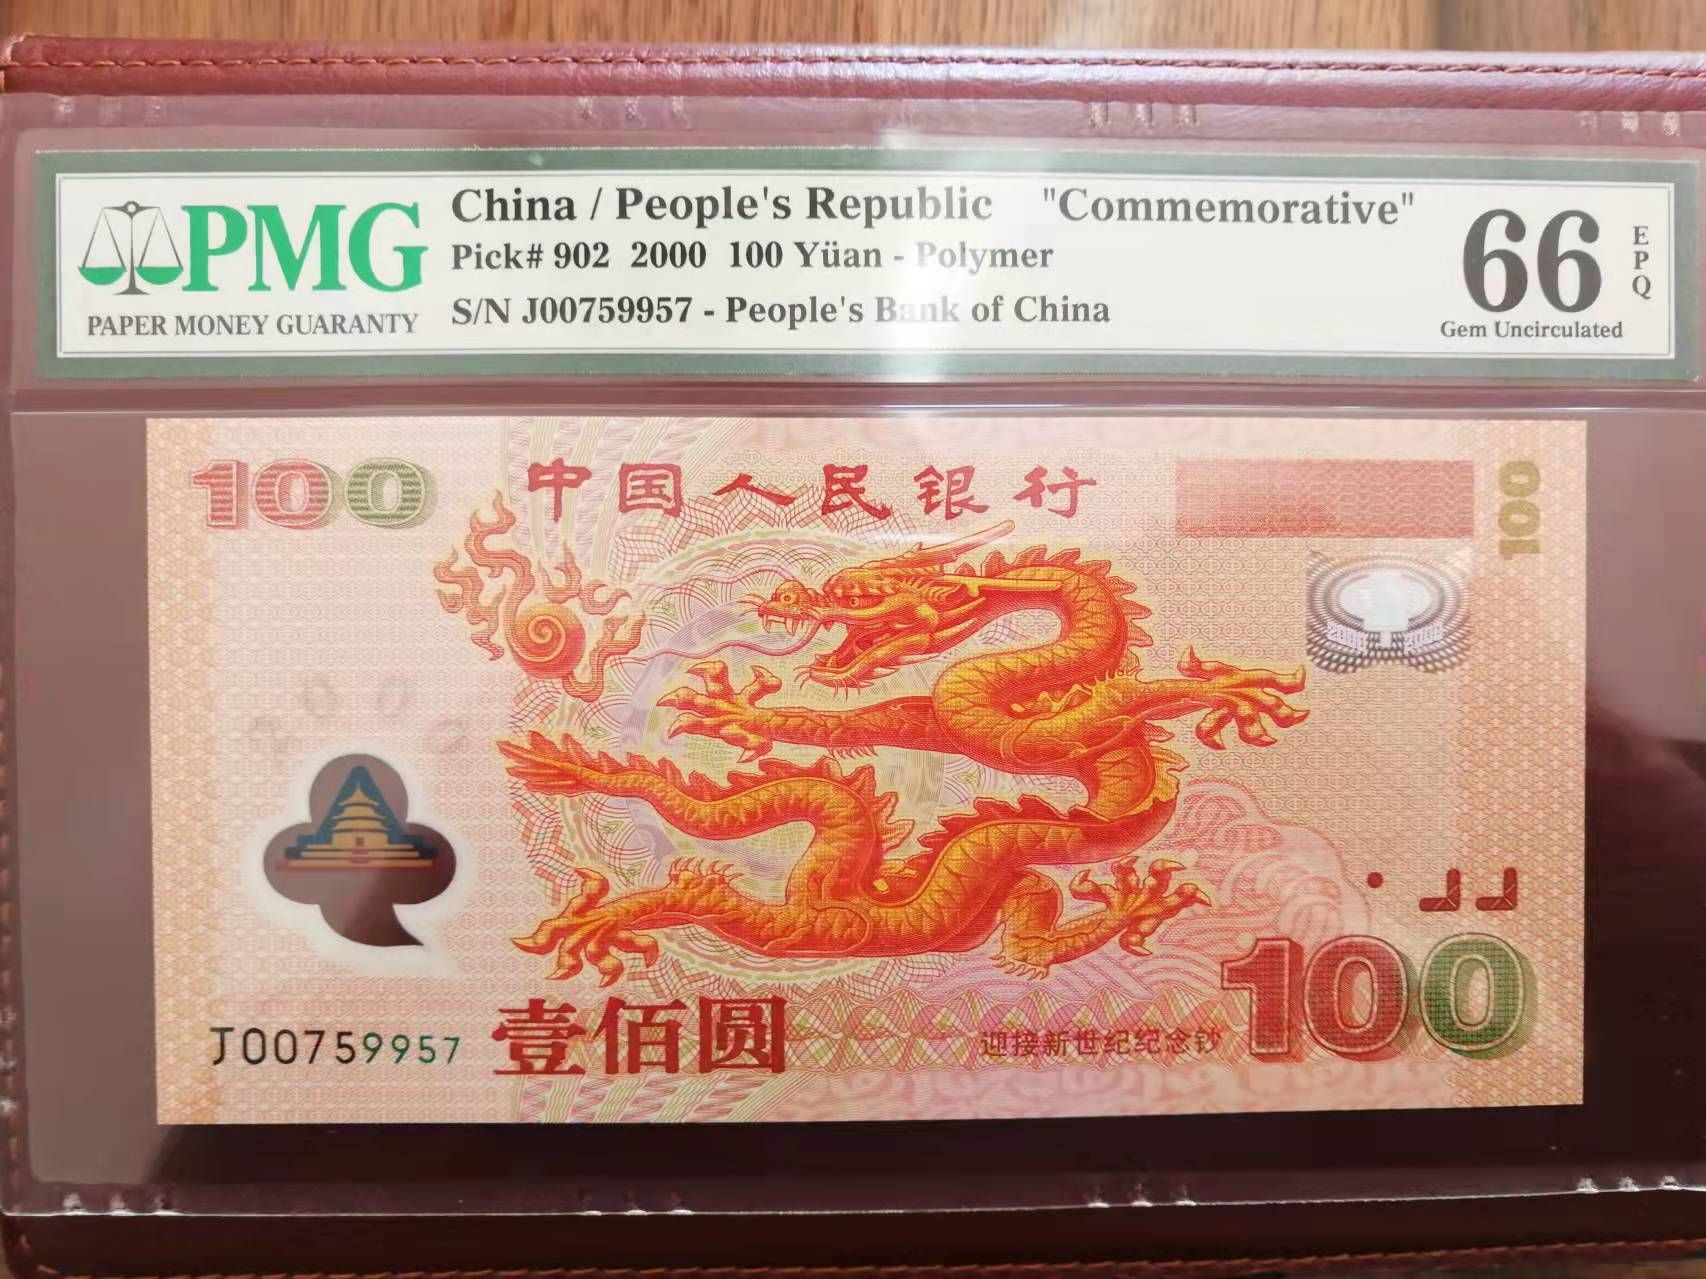 PMG
PAPER MONEY GUARANTY
China / People's Republic "Commemorative"
Pick# 902 2000 100 Yüan - Polymer
S/N J00759957 - People's Bank of China
66
EPQ
Gem Uncirculated
100
中国人民银行
100
J00759957
壹佰圆
迎接新世纪纪念钞
100